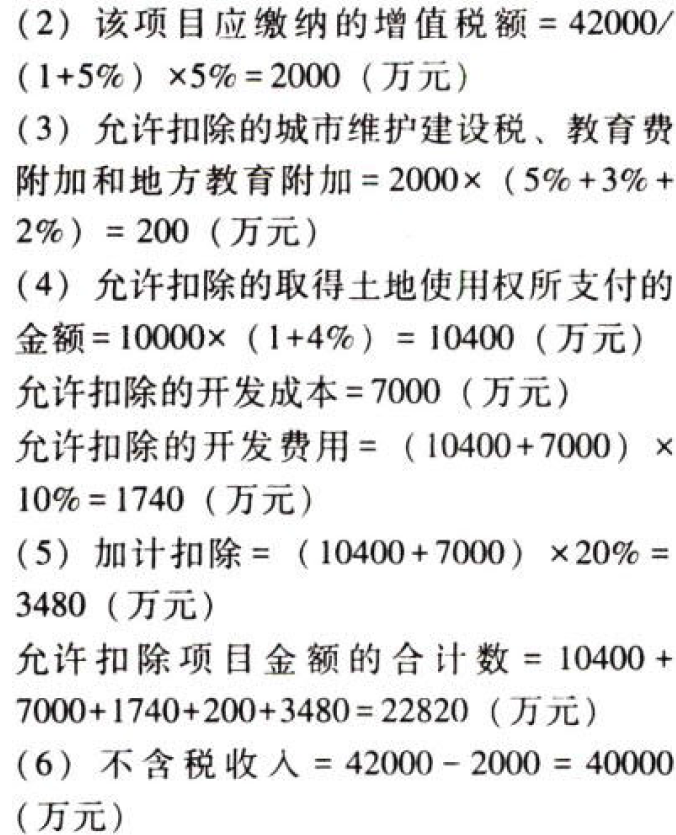 (2) 该项目应缴纳的增值税额=42000/
(1+5%) ×5%=2000 (万元)
(3) 允许扣除的城市维护建设税、教育费
附加和地方教育附加=2000× (5%+3%+
2%) =200 (万元)
(4) 允许扣除的取得土地使用权所支付的
金额=10000× (1+4%) =10400 (万元)
允许扣除的开发成本=7000 (万元)
允许扣除的开发费用= (10400+7000) ×
10%=1740 (万元)
(5) 加计扣除= (10400+7000) ×20%=
3480 (万元)
允许扣除项目金额的合计数=10400+
7000+1740+200+3480=22820 (万元)
(6) 不含税收入=42000-2000=40000
(万元)